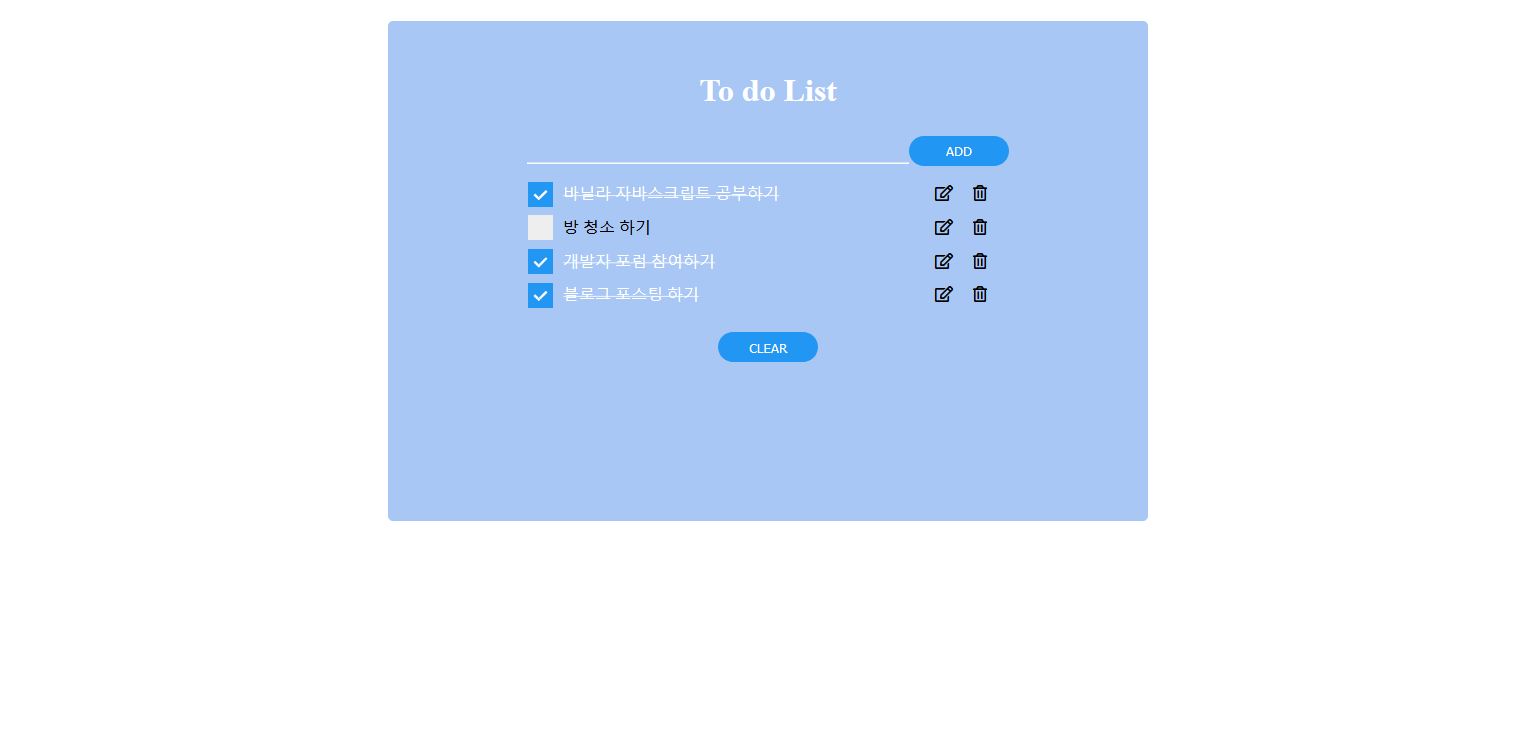 To do List
ADD
바닐라 자바스크립트 공부하기
방 청소 하기
개발자 포럼 참여하기
블로그 포스팅 하기
CLEAR